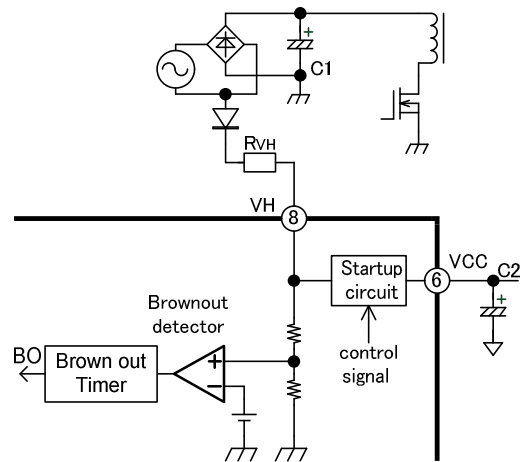 +
C1
RVH
VH
8
Startup
circuit
VCC
6
C2
+
Brownout
detector
control
signal
BO
Brown out
Timer
+
−